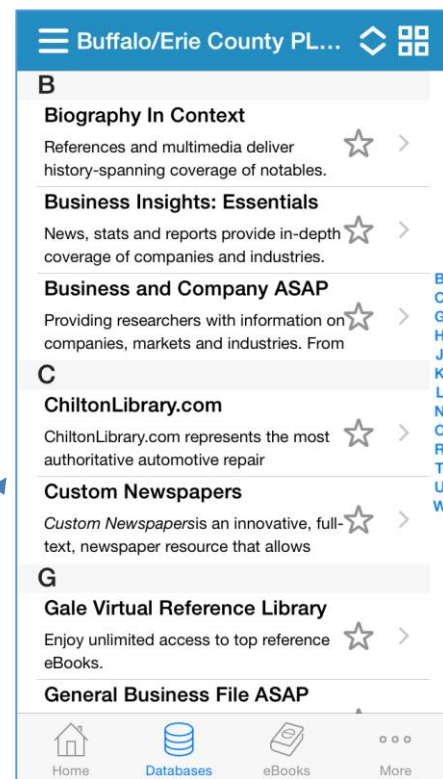 Buffalo/Erie County PL...
B
Biography In Context
References and multimedia deliver
history-spanning coverage of notables.
Business Insights: Essentials
News, stats and reports provide in-depth
coverage of companies and industries.
Business and Company ASAP
Providing researchers with information on
companies, markets and industries. From
C
ChiltonLibrary.com
ChiltonLibrary.com represents the most
authoritative automotive repair
Custom Newspapers
Custom Newspapersis an innovative, full-
text, newspaper resource that allows
G
Gale Virtual Reference Library
Enjoy unlimited access to top reference
eBooks.
General Business File ASAP
B
C
G
H
J
K
L
N
O
R
T
U
W
Home
Databases
eBooks
More